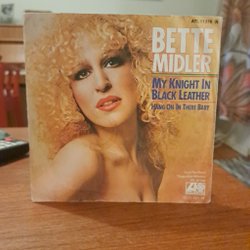 BETTE
MIDLER
MY KNIGHT IN
BLACK LEATHER
HANG ON IN THERE BABY